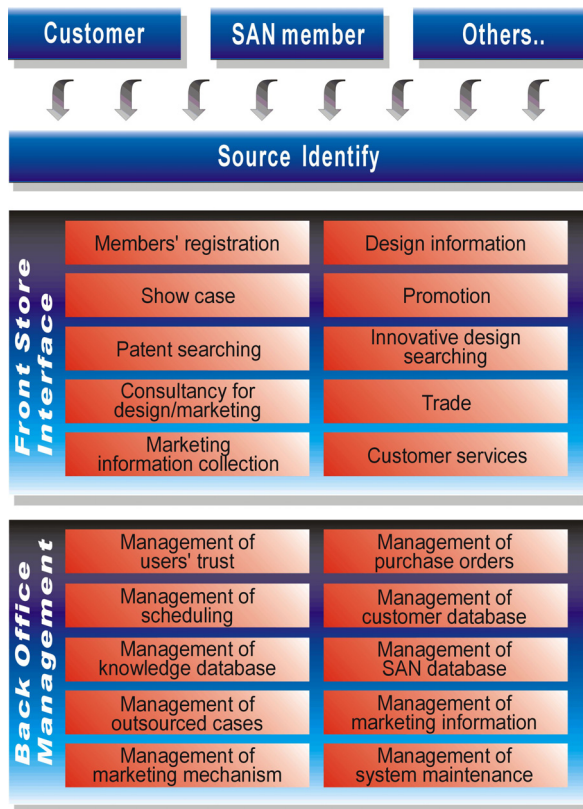 Customer
SAN member
Others..
Source Identify
Front Store
Interface
Members' registration
Design information
Show case
Promotion
Patent searching
Innovative design
searching
Consultancy for
design/marketing
Trade
Marketing
information collection
Customer services
Back Office
Management
Management of
users' trust
Management of
purchase orders
Management of
scheduling
Management of
customer database
Management of
knowledge database
Management of
SAN database
Management of
outsourced cases
Management of
marketing information
Management of
marketing mechanism
Management of
system maintenance